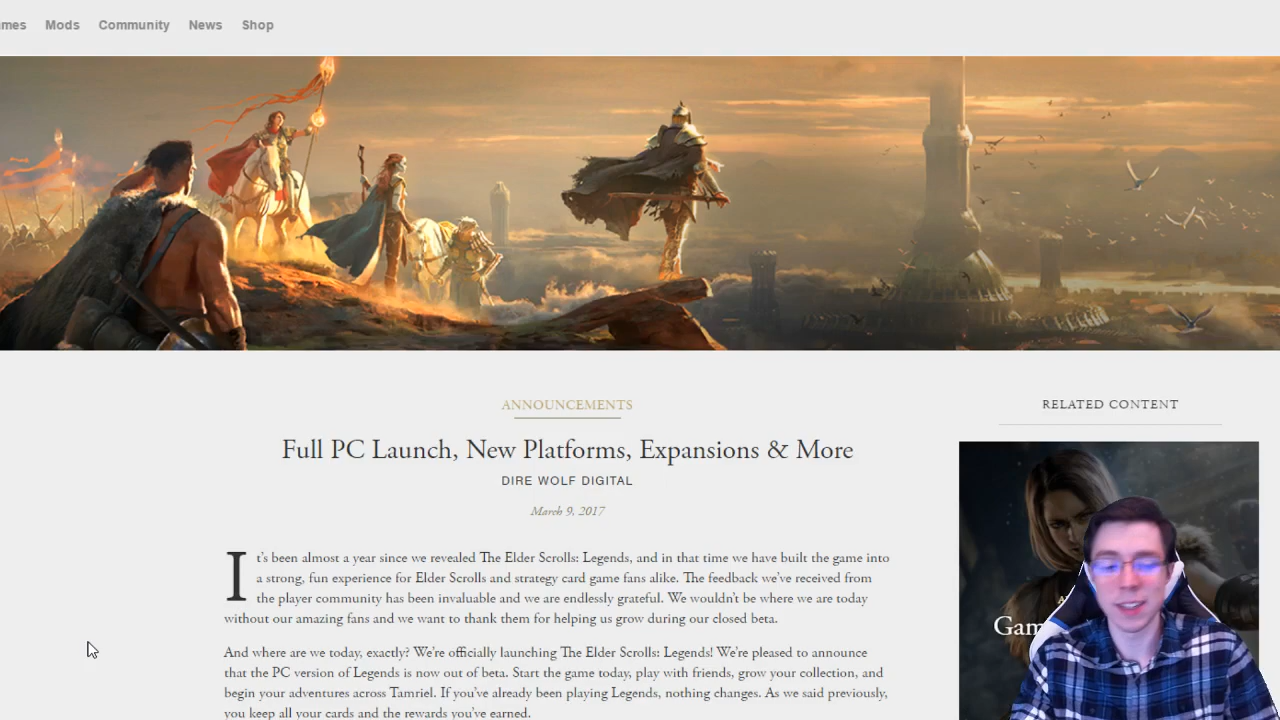 Mods Community News Shop
ANNOUNCEMENTS
Full PC Launch, New Platforms, Expansions & More
DIRE WOLF DIGITAL
March 9, 2017
It's been almost a year since we revealed The Elder Scrolls: Legends, and in that time we have built the game into
a strong, fun experience for Elder Scrolls and strategy card game fans alike. The feedback we've received from
the player community has been invaluable and we are endlessly grateful. We wouldn't be where we are today
without our amazing fans and we want to thank them for helping us grow during our closed beta.
And where are we today, exactly? We're officially launching The Elder Scrolls: Legends! We're pleased to announce
that the PC version of Legends is now out of beta. Start the game today, play with friends, grow your collection, and
begin your adventures across Tamriel. If you've already been playing Legends, nothing changes. As we said previously,
you keep all your cards and the rewards you've earned.
RELATED CONTENT